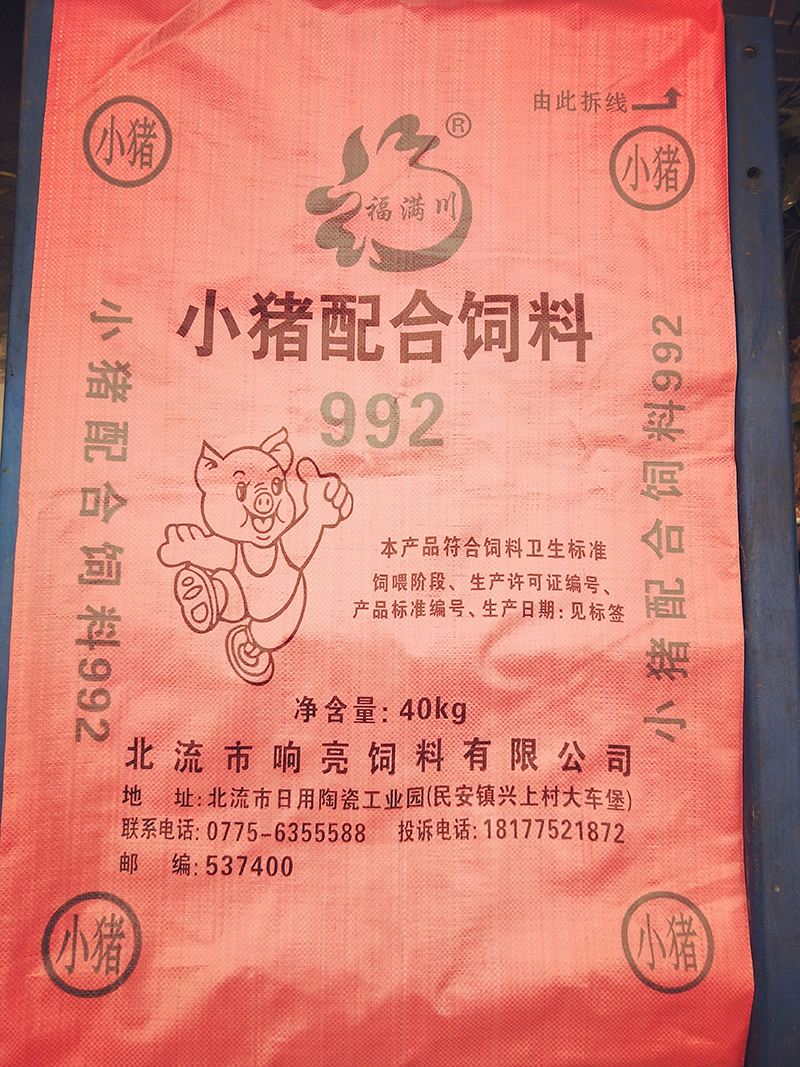 由此拆线
小猪
小猪
®
福满川
小猪配合饲料
992
小猪配合饲料992
小猪配合饲料992
本产品符合饲料卫生标准
饲喂阶段、生产许可证编号、
产品标准编号、生产日期:见标签
净含量:40kg
北流市响亮饲料有限公司
地 址:北流市日用陶瓷工业园(民安镇兴上村大车堡)
联系电话:0775-6355588 投诉电话:18177521872
邮 编:537400
小猪
小猪